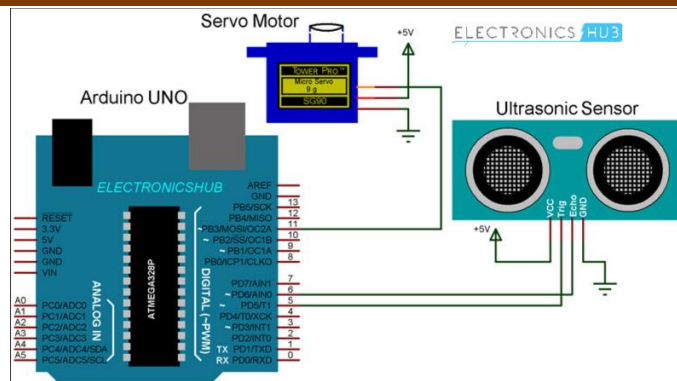 Servo Motor
+5V
ELECTRONICS HUB
TOWER PRO™
Micro Servo
9 g
SG90
Arduino UNO
Ultrasonic Sensor
ELECTRONICSHUB
AREF
GND
PB5/SCK 13
PB4/MISO 12
~PB3/MOSI/OC2A 11
~ PB2/SS/OC1B 10
~ PB1/OC1A 9
PB0/ICP1/CLKO 8
RESET
3.3V
5V
GND
GND
VIN
ATMEGA328P
DIGITAL (~PWM)
ANALOG IN
PD7/AIN1 7
~ PD6/AIN0 6
~ PD5/T1 5
PD4/T0/XCK 4
~ PD3/INT1 3
PD2/INT0 2
TX PD1/TXD 1
RX PD0/RXD 0
A0 PC0/ADC0
A1 PC1/ADC1
A2 PC2/ADC2
A3 PC3/ADC3
A4 PC4/ADC4/SDA
A5 PC5/ADC5/SCL
+5V
VCC
Trig
Echo
GND